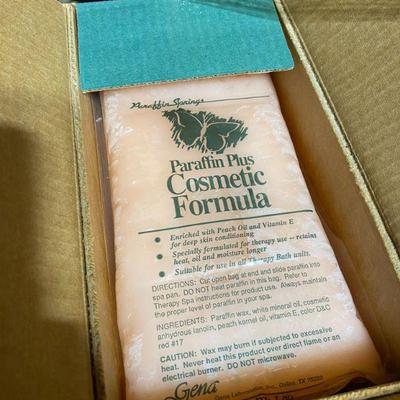 Paraffin Springs
Paraffin Plus
Cosmetic
Formula
• Enriched with Peach Oil and Vitamin E
for deep skin conditioning
• Specially formulated for therapy use – retains
heat, oil and moisture longer
• Suitable for use in all Therapy Bath units.
DIRECTIONS: Cut open bag at end and slide paraffin into
spa pan. DO NOT heat paraffin in this bag. Refer to
Therapy Spa instructions for product use. Always maintain
the proper level of paraffin in your spa.
INGREDIENTS: Paraffin wax, white mineral oil, cosmetic
anhydrous lanolin, peach kernel oil, vitamin E, color D&C
red #17
CAUTION: Wax may burn if subjected to excessive
heat. Never heat this product over direct flame or an
electrical burner. DO NOT microwave.
Gena
Gena Laboratories, Inc., Dallas, TX